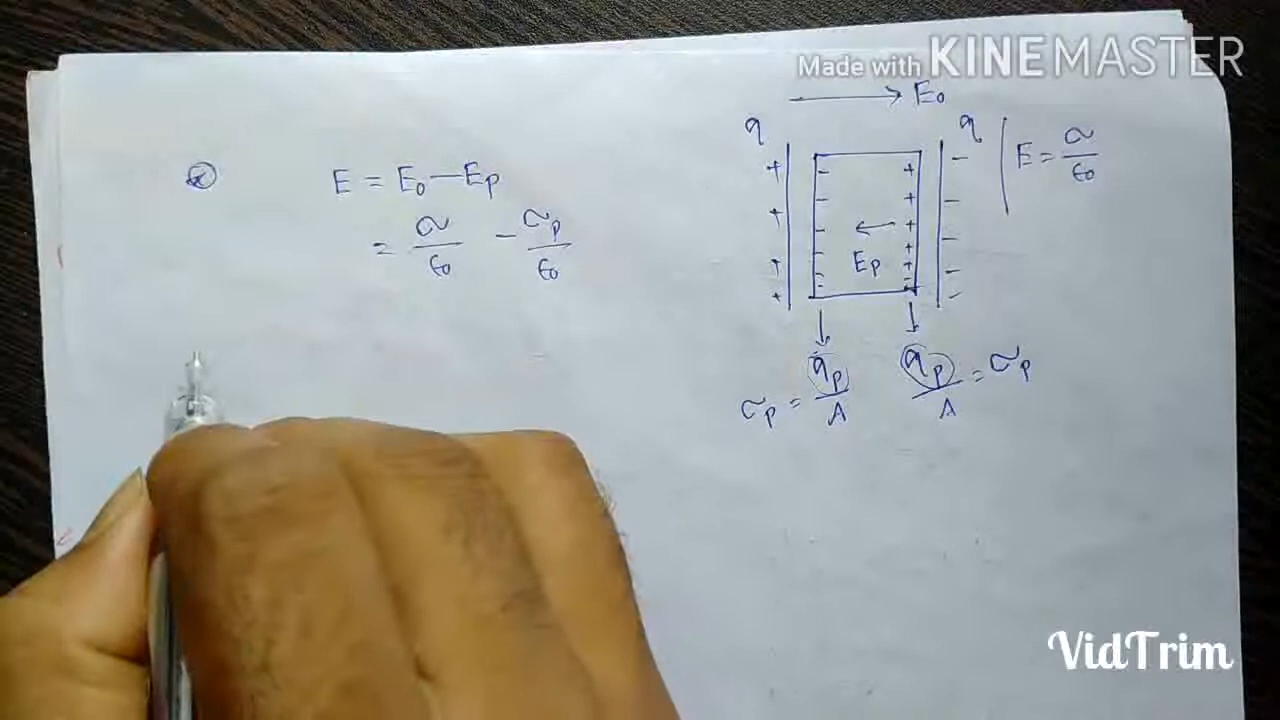 Made with KINEMASTER
→ E₀
q q
E = σ/ε₀
E = E₀ — Eₚ
= σ/ε₀ - σₚ/ε₀
+ - + -
← Eₚ
σₚ = qₚ/A qₚ/A = σₚ
VidTrim